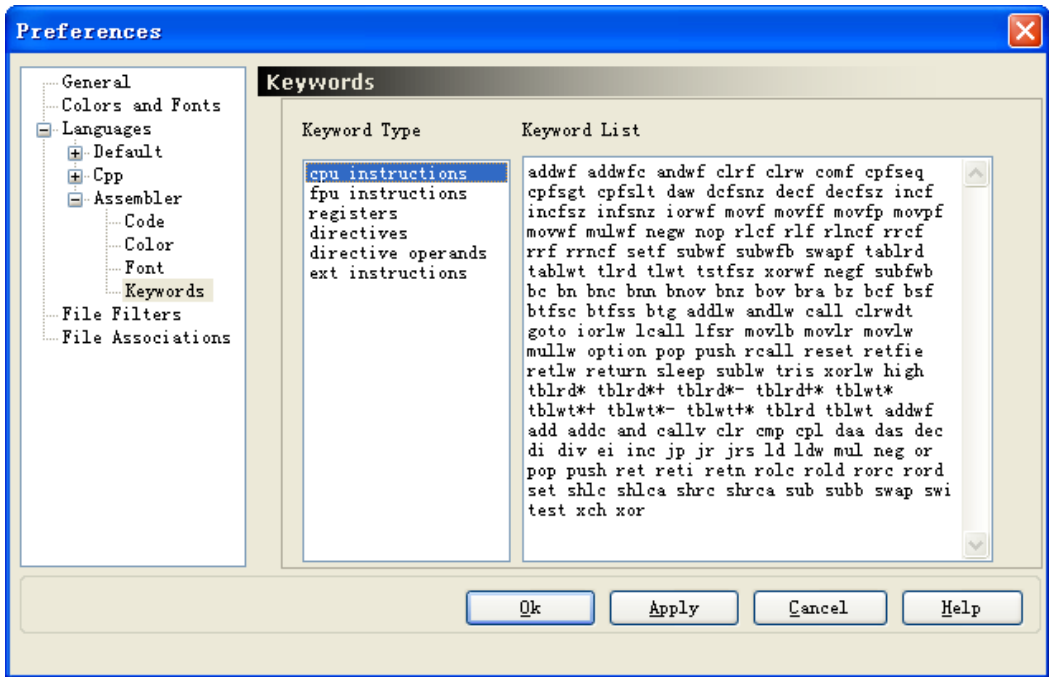 Preferences
General
Colors and Fonts
Languages
Default
Cpp
Assembler
Code
Color
Font
Keywords
File Filters
File Associations
Keywords
Keyword Type
cpu instructions
fpu instructions
registers
directives
directive operands
ext instructions
Keyword List
addwf addwfc andwf clrf clrw comf cpfseq
cpfsgt cpfslt daw dcfsnz decf decfsz incf
incfsz infsnz iorwf movf movff movfp movpf
movwf mulwf negw nop rlcf rlf rlncf rrcf
rrf rrncf setf subwf subwfb swapf tablrd
tablwt tlrd tlwt tstfsz xorwf negf subfwb
bc bn bnc bnn bnov bnz bov bra bz bcf bsf
btfsc btfss btg addlw andlw call clrwdt
goto iorlw lcall lfsr movlb movlr movlw
mullw option pop push rcall reset retfie
retlw return sleep sublw tris xorlw high
tblrd* tblrd*+ tblrd*- tblrd+* tblwt*
tblwt*+ tblwt*- tblwt+* tblrd tblwt addwf
add addc and callv clr cmp cpl daa das dec
di div ei inc jp jr jrs ld ldw mul neg or
pop push ret reti retn rolc rold rorc rord
set shlc shlca shrc shrca sub subb swap swi
test xch xor
Ok
Apply
Cancel
Help